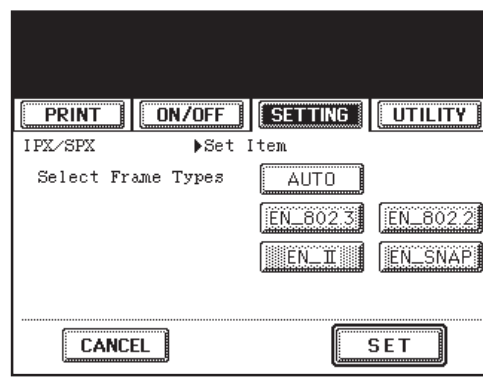 PRINT ON/OFF SETTING UTILITY
IPX/SPX ▶Set Item
Select Frame Types AUTO
EN_802.3 EN_802.2
EN_II EN_SNAP
CANCEL SET